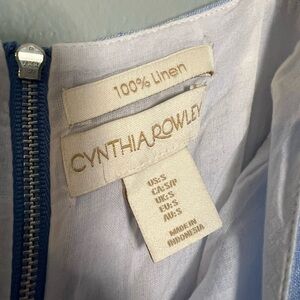 100% Linen
CYNTHIA ROWLEY
US:S
CA:S/P
UK:S
EU:S
AU:S
MADE IN
INDONESIA